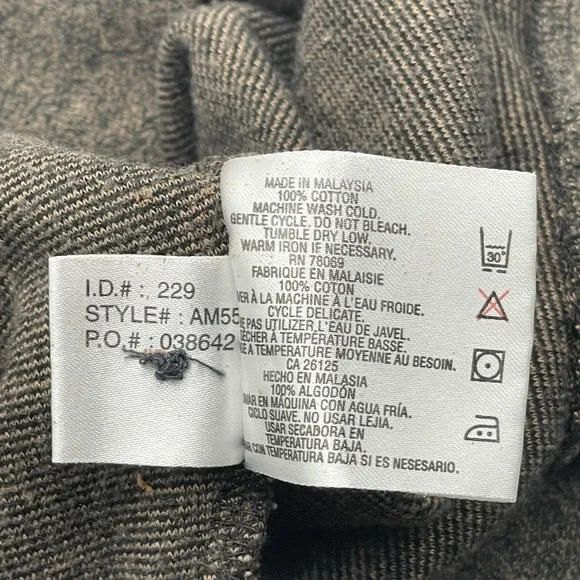 I.D.# : 229
STYLE# : AM55
P.O.# : 038642
MADE IN MALAYSIA
100% COTTON
MACHINE WASH COLD.
GENTLE CYCLE. DO NOT BLEACH.
TUMBLE DRY LOW.
WARM IRON IF NECESSARY.
RN 78069
FABRIQUE EN MALAISIE
100% COTTON
À LA MACHINE À L'EAU FROIDE.
CYCLE DELICATE.
PAS UTILIZER L'EAU DE JAVEL.
À TEMPÉRATURE BASSE.
A TEMPERATURE MOYENNE AU BESOIN.
CA 26125
HECHO EN MALASIA
100% ALGODÓN
EN MAQUINA CON AGUA FRÍA.
CICLO SUAVE. NO USAR LEJIA.
USAR SECADORA EN
TEMPERATURA BAJA.
CON TEMPERATURA BAJA SI ES NESESARIO.
30°